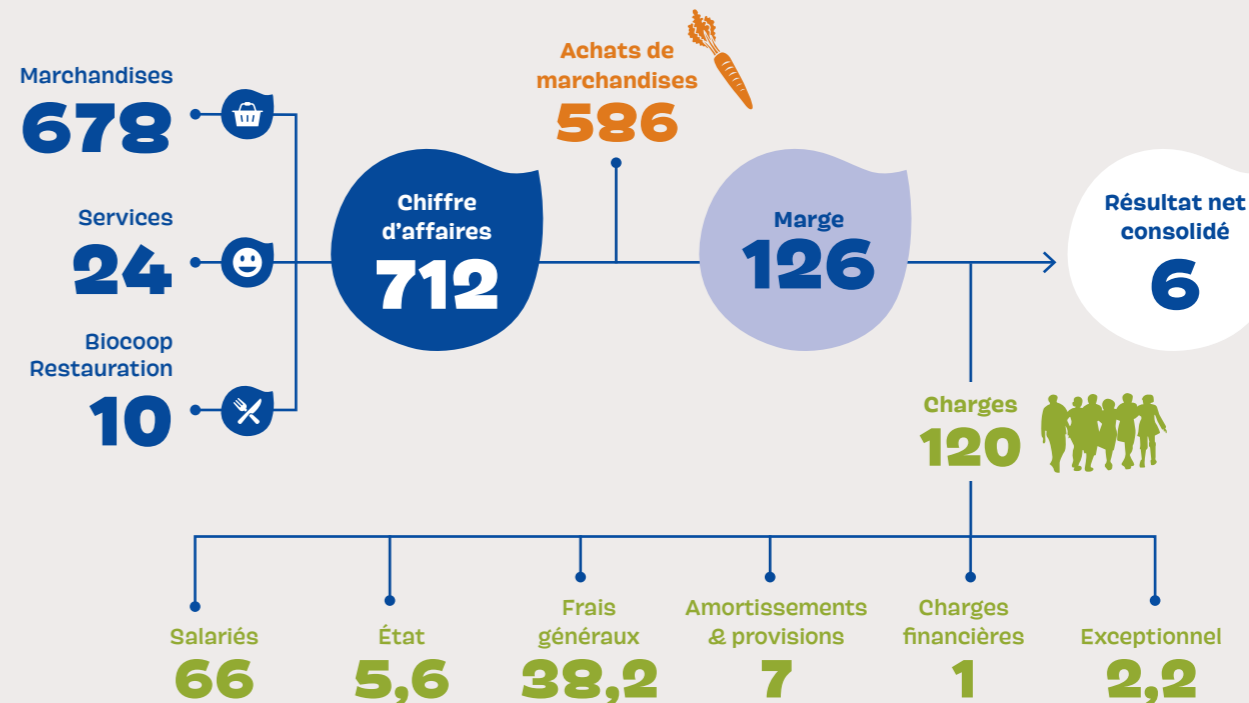 Marchandises
678
Services
24
Biocoop
Restauration
10
Chiffre
d'affaires
712
Achats de
marchandises
586
Marge
126
Résultat net
consolidé
6
Charges
120
Salariés
66
État
5,6
Frais
généraux
38,2
Amortissements
& provisions
7
Charges
financières
1
Exceptionnel
2,2